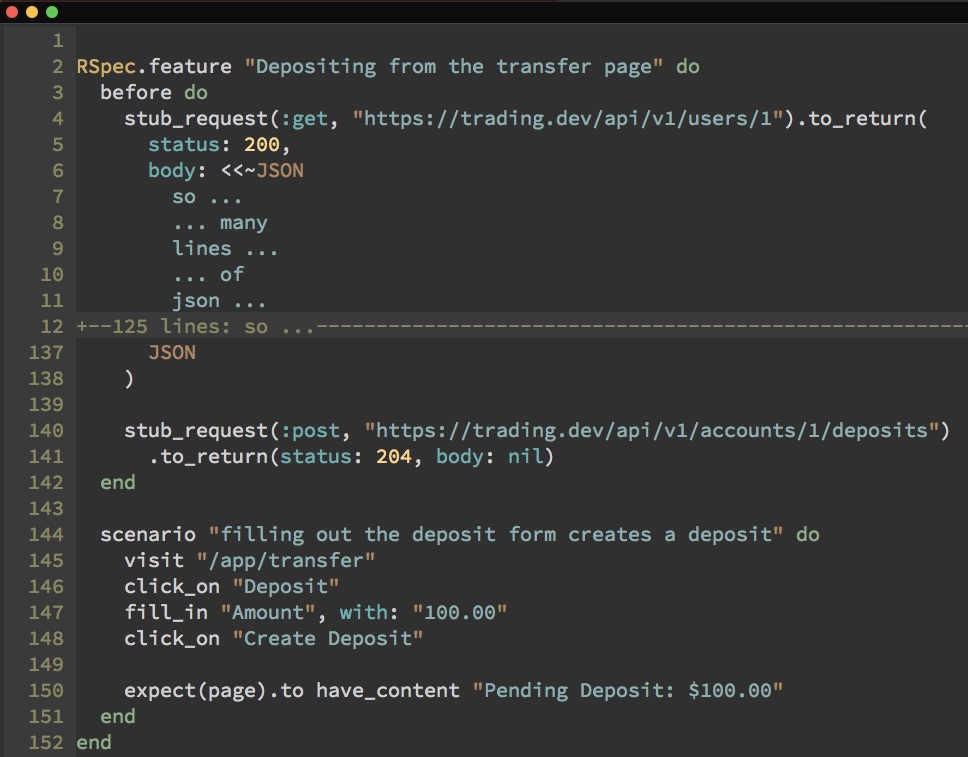 1
2 RSpec.feature "Depositing from the transfer page" do
3   before do
4     stub_request(:get, "https://trading.dev/api/v1/users/1").to_return(
5       status: 200,
6       body: <<~JSON
7         so ...
8         ... many
9         lines ...
10         ... of
11         json ...
12 +--125 lines: so ...------------------------------------------------------
137       JSON
138     )
139
140     stub_request(:post, "https://trading.dev/api/v1/accounts/1/deposits")
141       .to_return(status: 204, body: nil)
142   end
143
144   scenario "filling out the deposit form creates a deposit" do
145     visit "/app/transfer"
146     click_on "Deposit"
147     fill_in "Amount", with: "100.00"
148     click_on "Create Deposit"
149
150     expect(page).to have_content "Pending Deposit: $100.00"
151   end
152 end